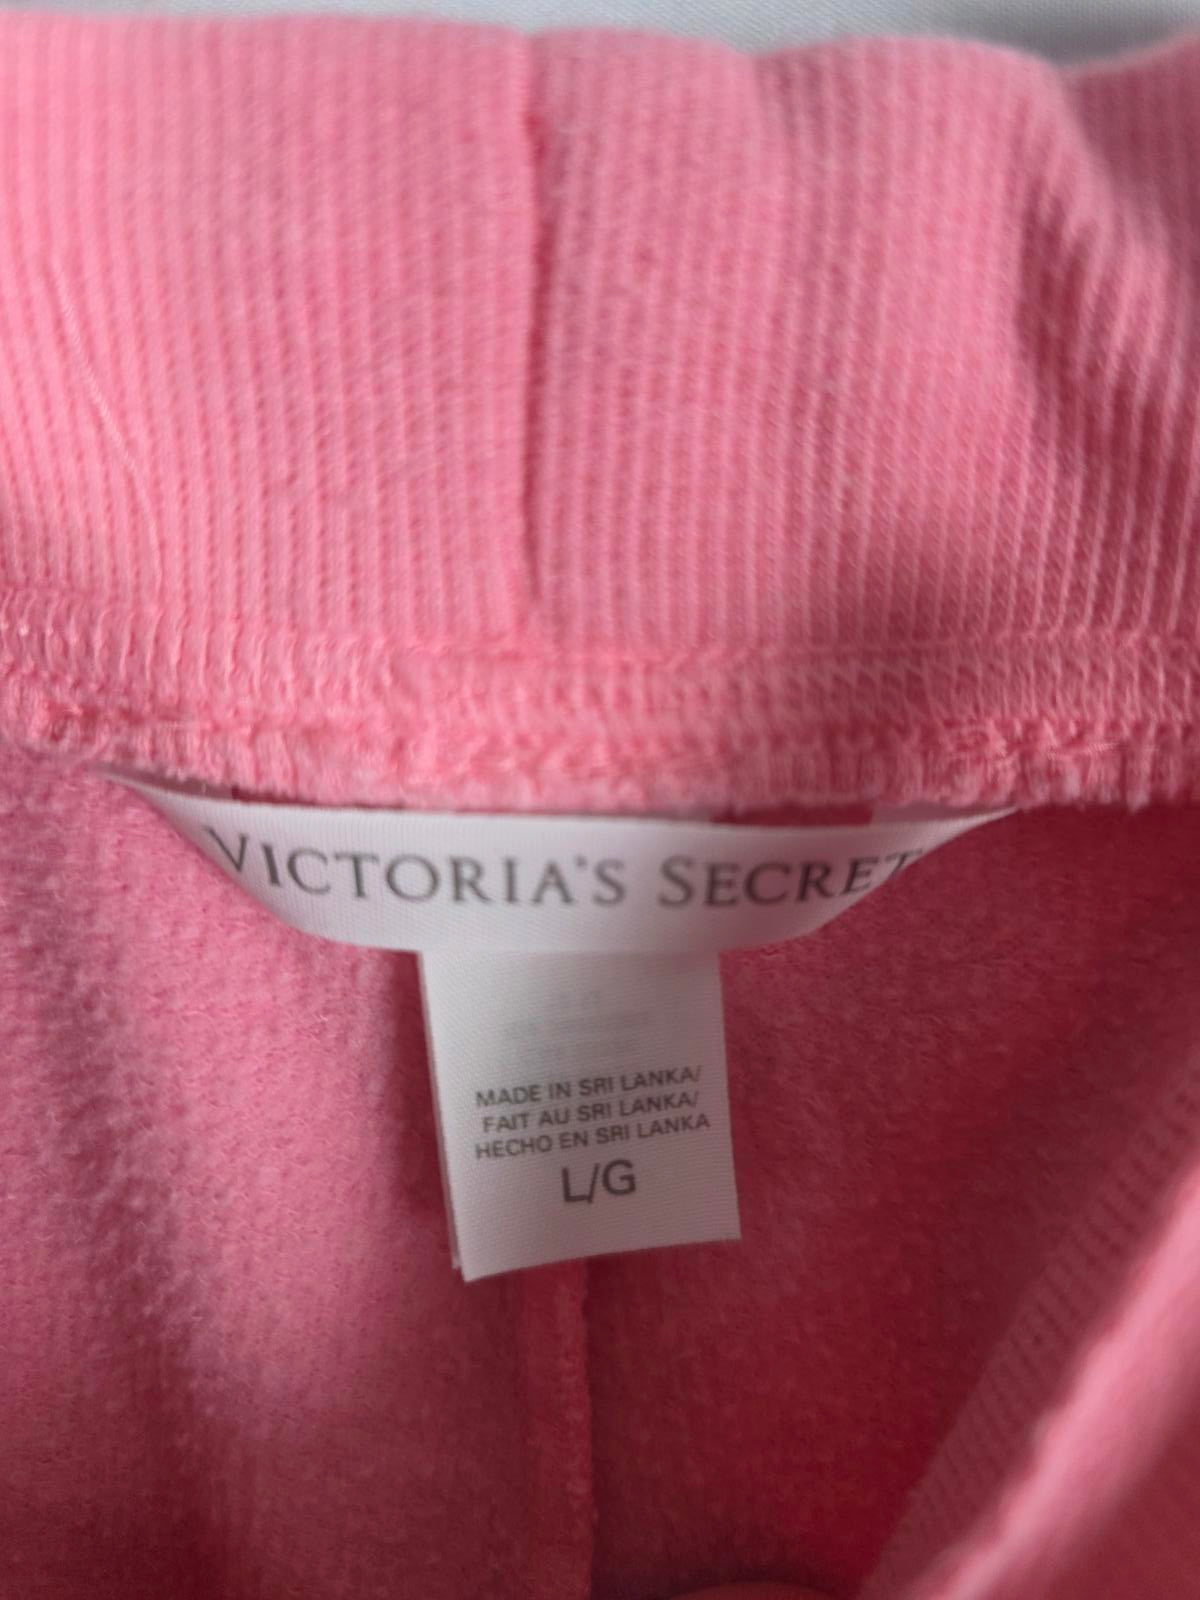 VICTORIA'S SECRET
MADE IN SRI LANKA/
FAIT AU SRI LANKA/
HECHO EN SRI LANKA
L/G